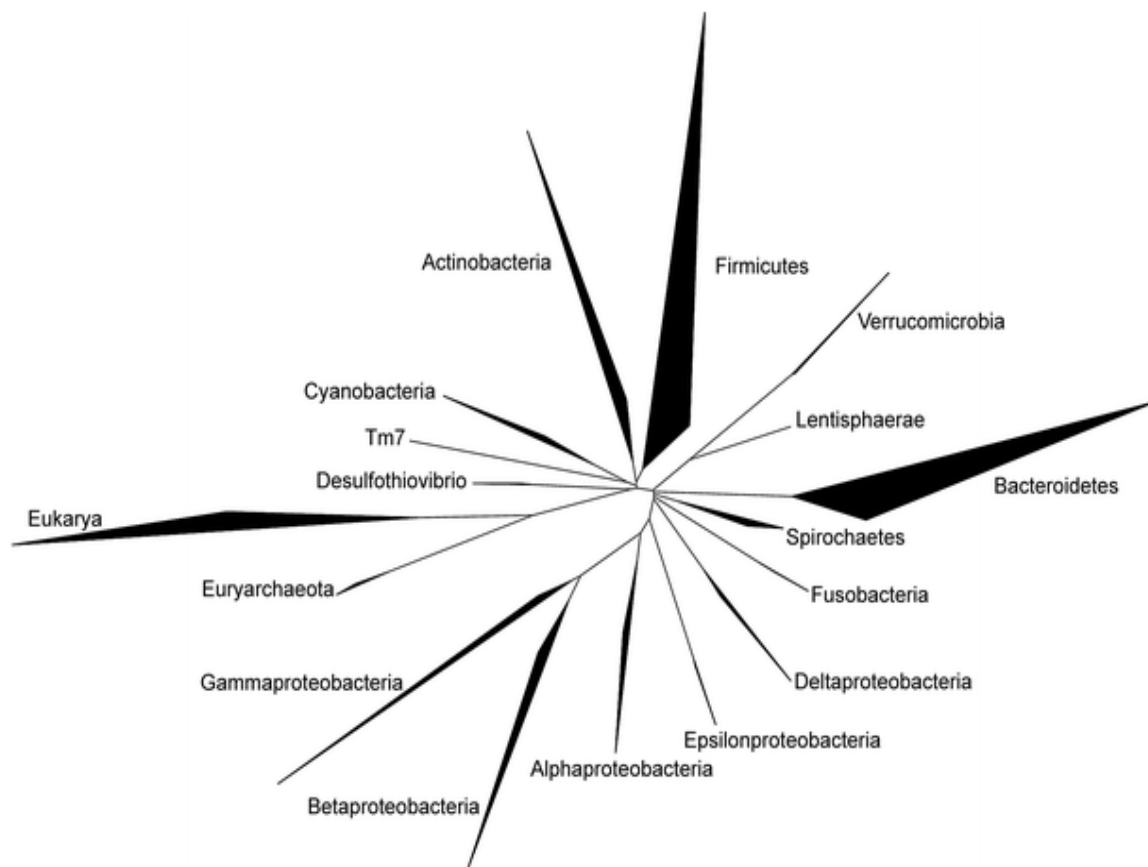 Actinobacteria
Firmicutes
Verrucomicrobia
Cyanobacteria
Lentisphaerae
Tm7
Desulfothiovibrio
Bacteroidetes
Eukarya
Spirochaetes
Euryarchaeota
Fusobacteria
Gammaproteobacteria
Deltaproteobacteria
Epsilonproteobacteria
Alphaproteobacteria
Betaproteobacteria